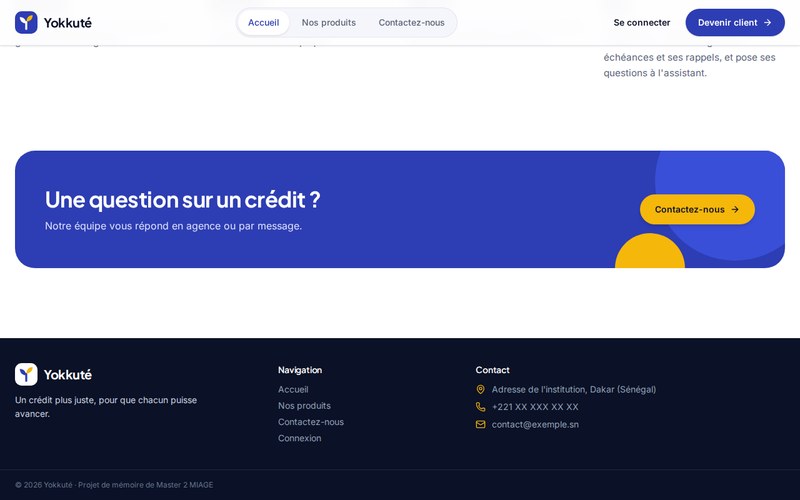 Yokkuté
Accueil
Nos produits
Contactez-nous
Se connecter
Devenir client
échéances et ses rappels, et pose ses
questions à l'assistant.
Une question sur un crédit ?
Notre équipe vous répond en agence ou par message.
Contactez-nous
Yokkuté
Un crédit plus juste, pour que chacun puisse
avancer.
Navigation
Accueil
Nos produits
Contactez-nous
Connexion
Contact
Adresse de l'institution, Dakar (Sénégal)
+221 XX XXX XX XX
contact@exemple.sn
© 2026 Yokkuté · Projet de mémoire de Master 2 MIAGE